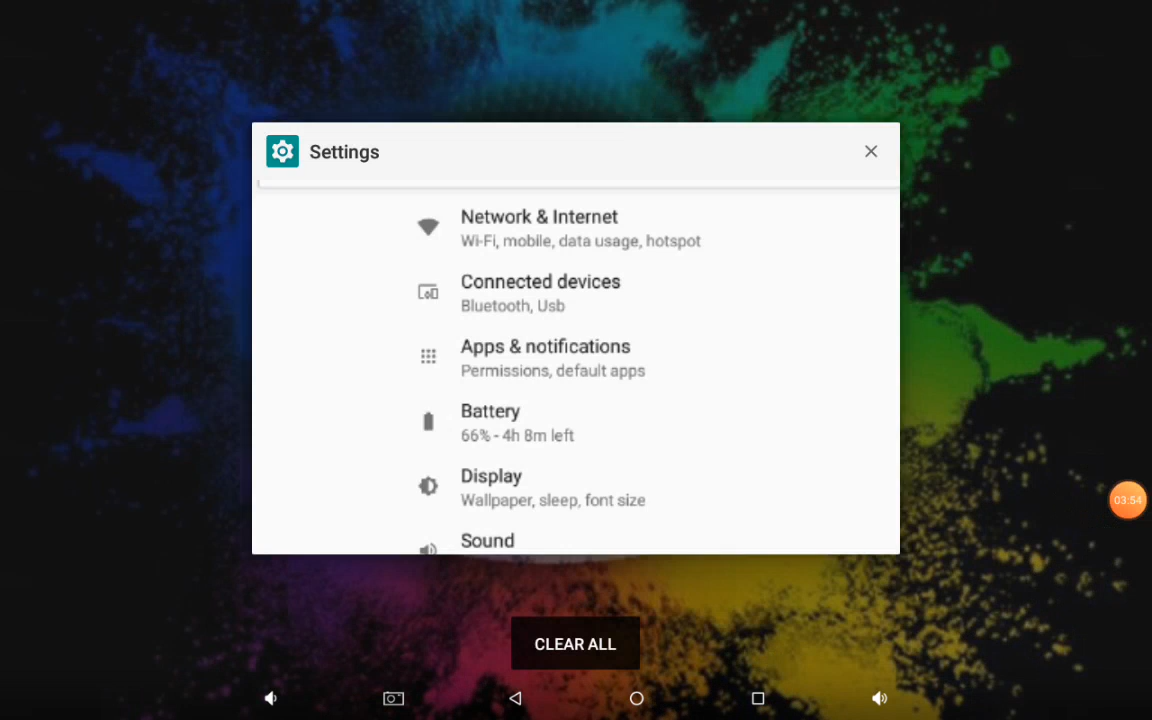 Settings
Network & Internet
Wi-Fi, mobile, data usage, hotspot
Connected devices
Bluetooth, Usb
Apps & notifications
Permissions, default apps
Battery
66% - 4h 8m left
Display
Wallpaper, sleep, font size
Sound
03:54
CLEAR ALL